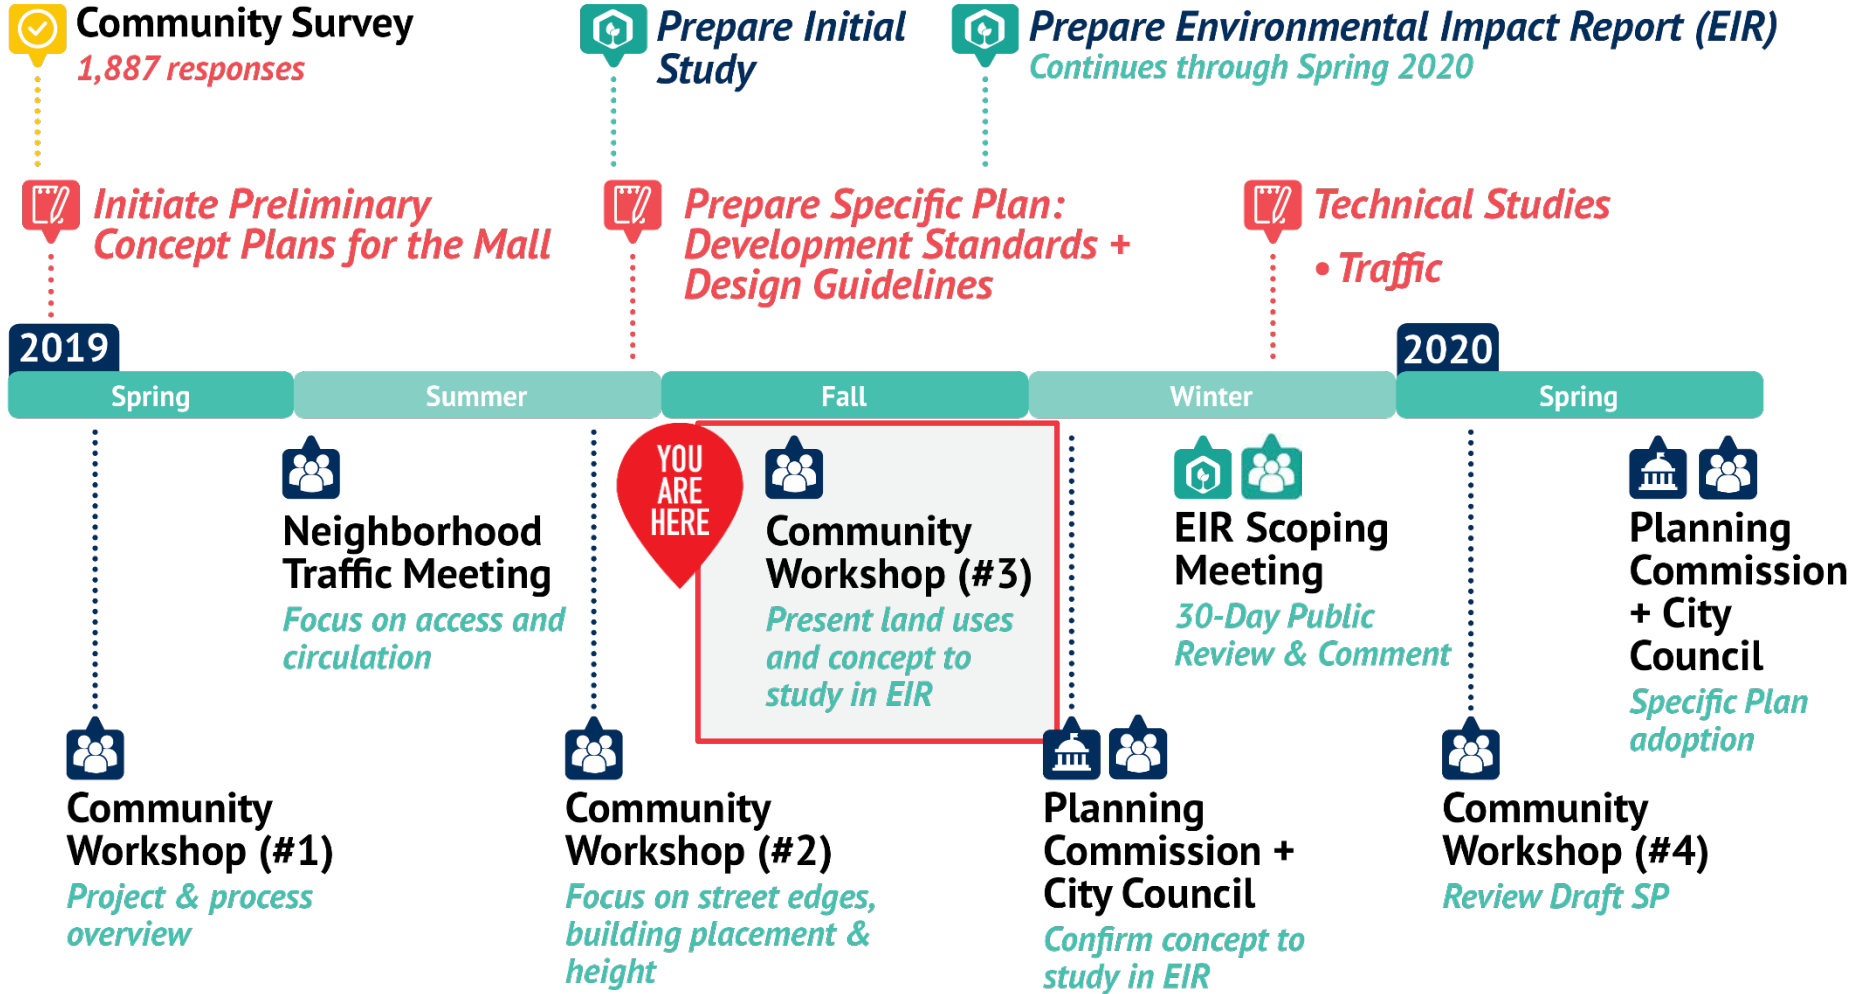 Community Survey
1,887 responses
Prepare Initial
Study
Prepare Environmental Impact Report (EIR)
Continues through Spring 2020
Initiate Preliminary
Concept Plans for the Mall
Prepare Specific Plan:
Development Standards +
Design Guidelines
Technical Studies
• Traffic
2019
2020
Spring
Summer
Fall
Winter
Spring
YOU
ARE
HERE
Neighborhood
Traffic Meeting
Focus on access and
circulation
Community
Workshop (#3)
Present land uses
and concept to
study in EIR
EIR Scoping
Meeting
30-Day Public
Review & Comment
Planning
Commission
+ City
Council
Specific Plan
adoption
Community
Workshop (#1)
Project & process
overview
Community
Workshop (#2)
Focus on street edges,
building placement &
height
Planning
Commission +
City Council
Confirm concept to
study in EIR
Community
Workshop (#4)
Review Draft SP